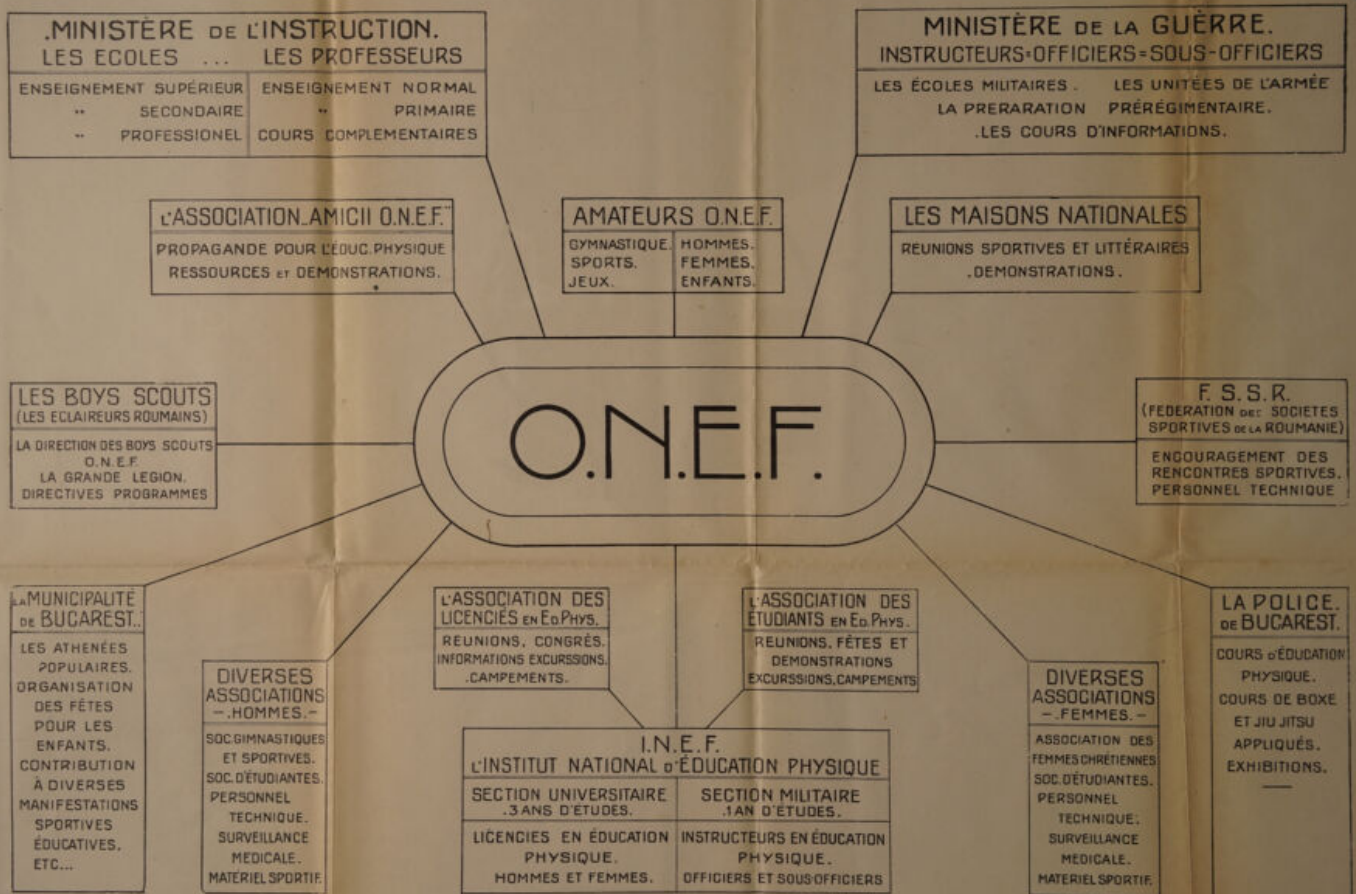 .MINISTÈRE DE L'INSTRUCTION.
LES ECOLES ... LES PROFESSEURS
ENSEIGNEMENT SUPÉRIEUR
" SECONDAIRE
" PROFESSIONEL
ENSEIGNEMENT NORMAL
" PRIMAIRE
COURS COMPLEMENTAIRES
MINISTÈRE DE LA GUÈRRE.
INSTRUCTEURS=OFFICIERS=SOUS-OFFICIERS
LES ÉCOLES MILITAIRES. LES UNITÉES DE L'ARMÉE
LA PRERARATION PRÉRÉGIMENTAIRE.
.LES COURS D'INFORMATIONS.
L'ASSOCIATION..AMICII O.N.E.F."
PROPAGANDE POUR L'ÉDUC.PHYSIQUE
RESSOURCES ET DEMONSTRATIONS.
AMATEURS O.N.E.F.
GYMNASTIQUE.
SPORTS.
JEUX.
HOMMES.
FEMMES.
ENFANTS.
LES MAISONS NATIONALES
REUNIONS SPORTIVES ET LITTÉRAIRES
.DEMONSTRATIONS.
LES BOYS SCOUTS
(LES ECLAIREURS ROUMAINS)
LA DIRECTION DES BOYS SCOUTS
O.N.E.F.
LA GRANDE LEGION.
DIRECTIVES PROGRAMMES
O.N.E.F.
F. S. S. R.
(FEDERATION DES SOCIETES
SPORTIVES DE LA ROUMANIE)
ENCOURAGEMENT DES
RENCONTRES SPORTIVES.
PERSONNEL TECHNIQUE
LA MUNICIPALITÉ
DE BUCAREST..
LES ATHENÉES
POPULAIRES.
ORGANISATION
DES FÊTES
POUR LES
ENFANTS.
CONTRIBUTION
À DIVERSES
MANIFESTATIONS
SPORTIVES
ÉDUCATIVES.
ETC...
DIVERSES
ASSOCIATIONS
-.HOMMES.-
SOC.GIMNASTIQUES
ET SPORTIVES.
SOC.D'ÉTUDIANTES.
PERSONNEL
TECHNIQUE.
SURVEILLANCE
MEDICALE.
MATÉRIEL SPORTIF.
L'ASSOCIATION DES
LICENCIÉS EN ED.PHYS.
REUNIONS, CONGRÉS.
INFORMATIONS EXCURSSIONS.
.CAMPEMENTS.
L'ASSOCIATION DES
ÉTUDIANTS EN ED.PHYS.
REUNIONS, FÊTES ET
DEMONSTRATIONS
EXCURSSIONS, CAMPEMENTS
I.N.E.F.
L'INSTITUT NATIONAL D'ÉDUCATION PHYSIQUE
SECTION UNIVERSITAIRE
.3 ANS D'ÉTUDES.
LICENCIES EN ÉDUCATION
PHYSIQUE.
HOMMES ET FEMMES.
SECTION MILITAIRE
.1 AN D'ÉTUDES.
INSTRUCTEURS EN ÉDUCATION
PHYSIQUE.
OFFICIERS ET SOUS-OFFICIERS
DIVERSES
ASSOCIATIONS
-.FEMMES.-
ASSOCIATION DES
FEMMES CHRÉTIENNES
SOC.D'ÉTUDIANTES.
PERSONNEL
TECHNIQUE.
SURVEILLANCE
MEDICALE.
MATÉRIEL SPORTIF.
LA POLICE.
DE BUCAREST.
COURS D'ÉDUCATION
PHYSIQUE.
COURS DE BOXE
ET JIU JITSU
APPLIQUÉS.
EXHIBITIONS.